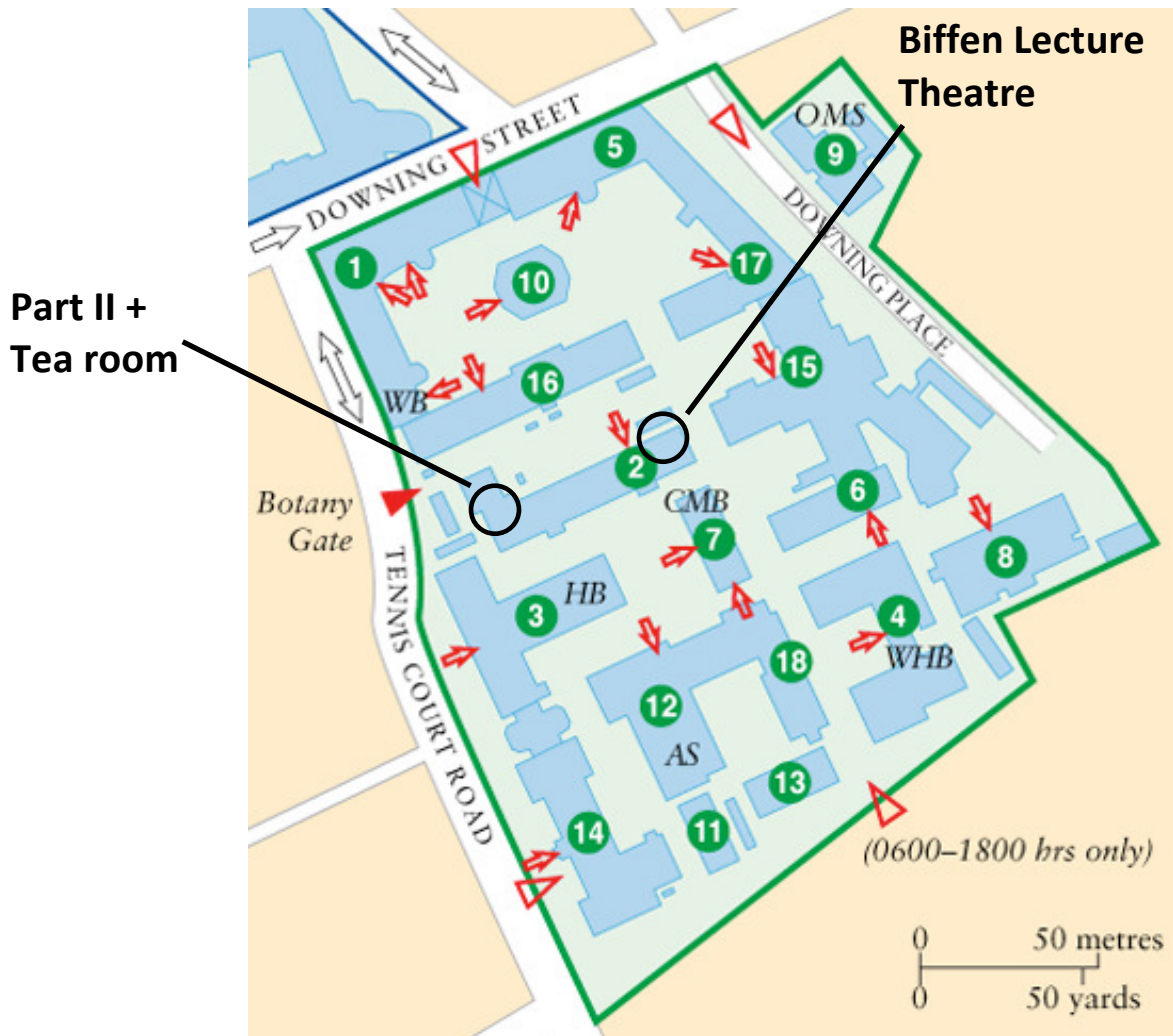 Biffen Lecture
Theatre
DOWNING STREET
OMS
9
5
DOWNING PLACE
1
10
17
Part II +
Tea room
WB
16
15
2
Botany
Gate
CMB
6
7
8
TENNIS COURT ROAD
3
HB
4
WHB
18
12
AS
13
14
11
(0600–1800 hrs only)
0 50 metres
0 50 yards